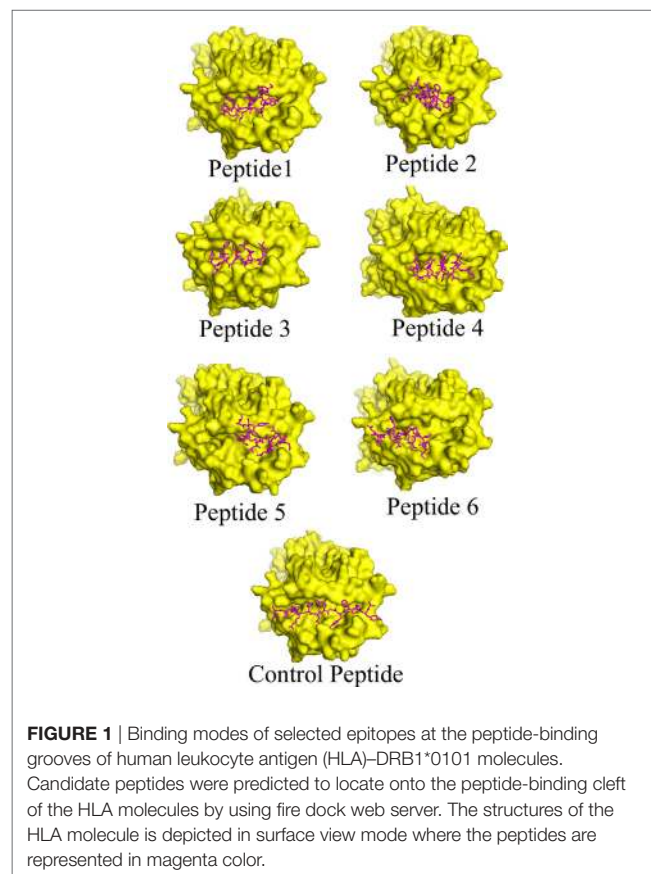 Peptide1
Peptide 2
Peptide 3
Peptide 4
Peptide 5
Peptide 6
Control Peptide
FIGURE 1 | Binding modes of selected epitopes at the peptide-binding
grooves of human leukocyte antigen (HLA)–DRB1*0101 molecules.
Candidate peptides were predicted to locate onto the peptide-binding cleft
of the HLA molecules by using fire dock web server. The structures of the
HLA molecule is depicted in surface view mode where the peptides are
represented in magenta color.